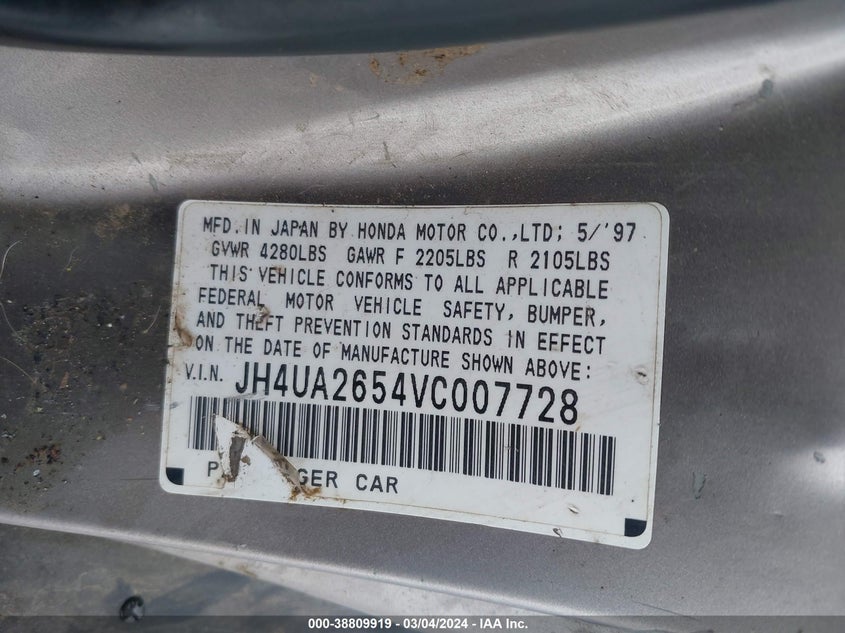 MFD. IN JAPAN BY HONDA MOTOR CO.,LTD; 5/'97
GVWR 4280LBS GAWR F 2205LBS R 2105LBS
THIS VEHICLE CONFORMS TO ALL APPLICABLE
FEDERAL MOTOR VEHICLE SAFETY, BUMPER,
AND THEFT PREVENTION STANDARDS IN EFFECT
ON THE DATE OF MANUFACTURE SHOWN ABOVE:
V.I.N. JH4UA2654VC007728
CAR
000-38809919 - 03/04/2024 - IAA Inc.